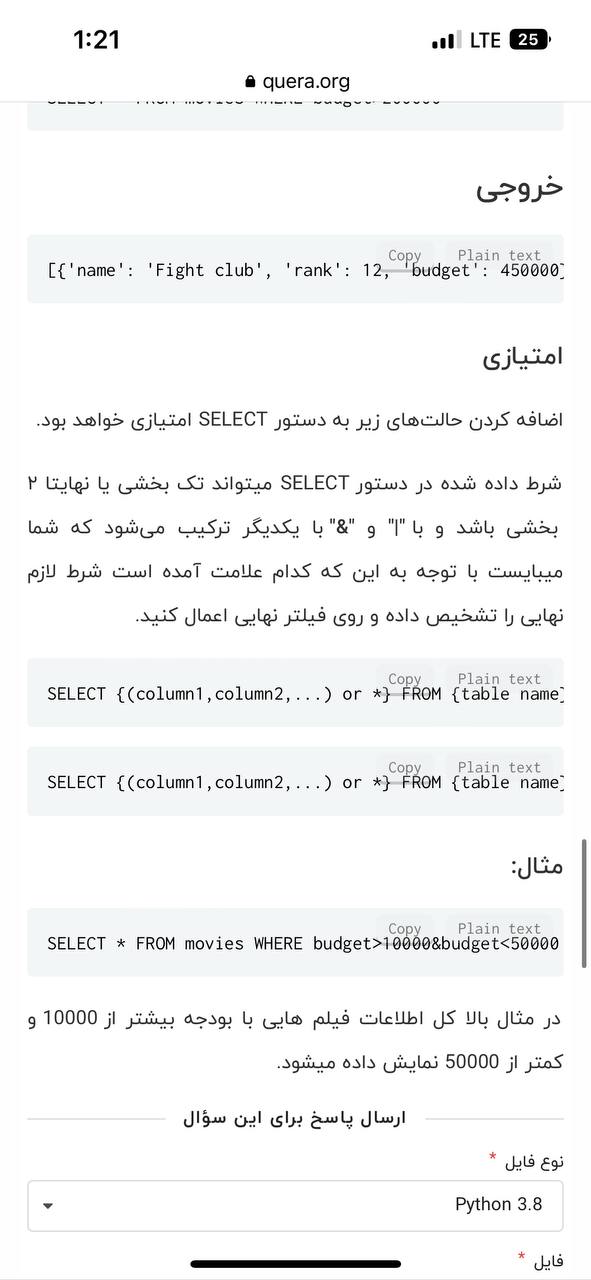 1:21
LTE 25
quera.org
خروجی
Copy Plain text
[{'name': 'Fight club', 'rank': 12, 'budget': 450000}
امتیازی
اضافه کردن حالت‌های زیر به دستور SELECT امتیازی خواهد بود.
شرط داده شده در دستور SELECT میتواند تک بخشی یا نهایتا ۲
بخشی باشد و با "|" و "&" با یکدیگر ترکیب می‌شود که شما
میبایست با توجه به این که کدام علامت آمده است شرط لازم
نهایی را تشخیص داده و روی فیلتر نهایی اعمال کنید.
Copy Plain text
SELECT {(column1,column2,...) or *} FROM {table name}
Copy Plain text
SELECT {(column1,column2,...) or *} FROM {table name}
مثال:
Copy Plain text
SELECT * FROM movies WHERE budget>10000&budget<50000
در مثال بالا کل اطلاعات فیلم هایی با بودجه بیشتر از 10000 و
کمتر از 50000 نمایش داده میشود.
ارسال پاسخ برای این سؤال
نوع فایل *
Python 3.8
فایل *